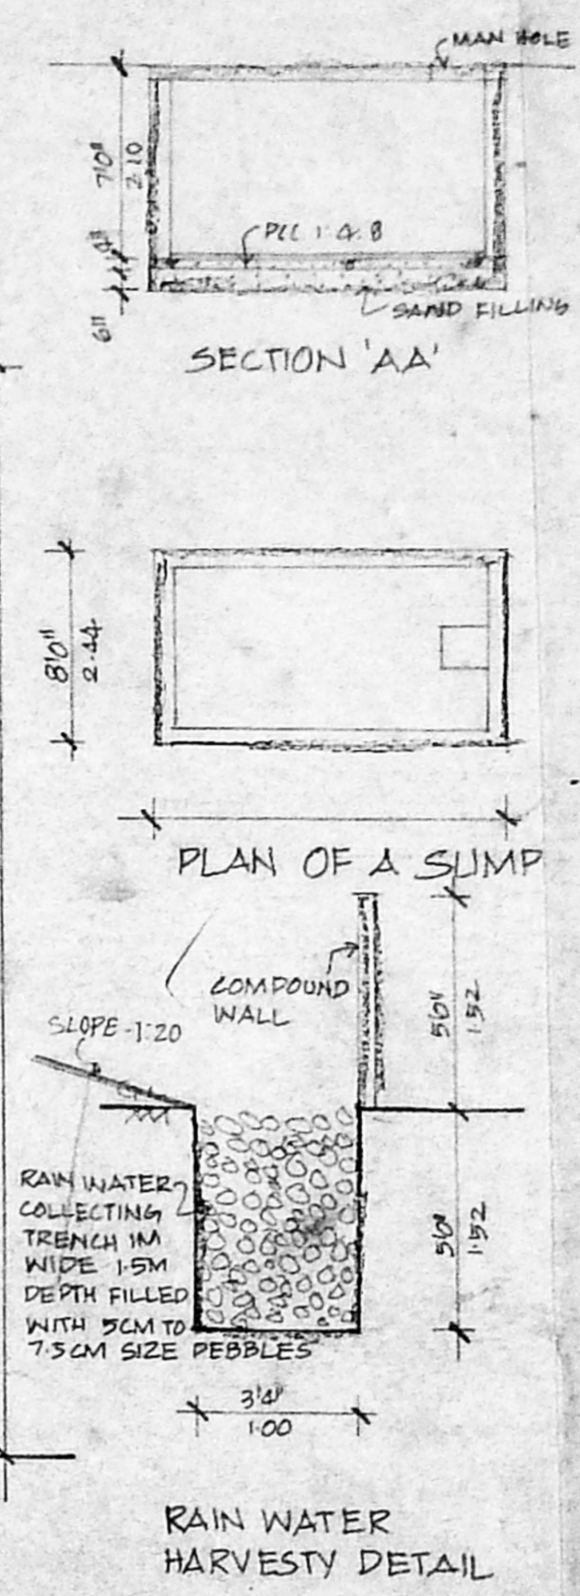 MAN HOLE
7'0"
2.10
4"
6"
PCC 1:4:8
SAND FILLING
SECTION 'AA'
8'0"
2.44
PLAN OF A SUMP
COMPOUND
WALL
5'0"
1.52
SLOPE-1:20
RAIN WATER
COLLECTING
TRENCH 1M
WIDE 1.5M
DEPTH FILLED
WITH 5CM TO
7.5CM SIZE PEBBLES
5'0"
1.52
3'4"
1.00
RAIN WATER
HARVESTY DETAIL